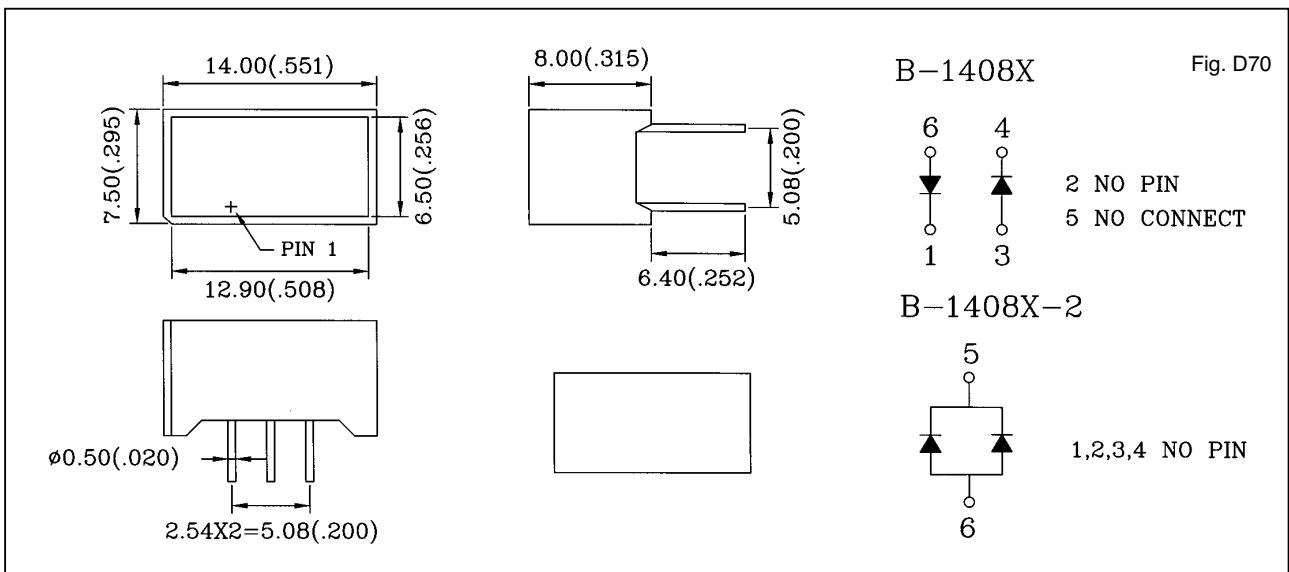 14.00(.551)
7.50(.295)
6.50(.256)
PIN 1
12.90(.508)
8.00(.315)
5.08(.200)
6.40(.252)
B-1408X
Fig. D70
6 4
2 NO PIN
5 NO CONNECT
1 3
ø0.50(.020)
2.54X2=5.08(.200)
B-1408X-2
5
1,2,3,4 NO PIN
6